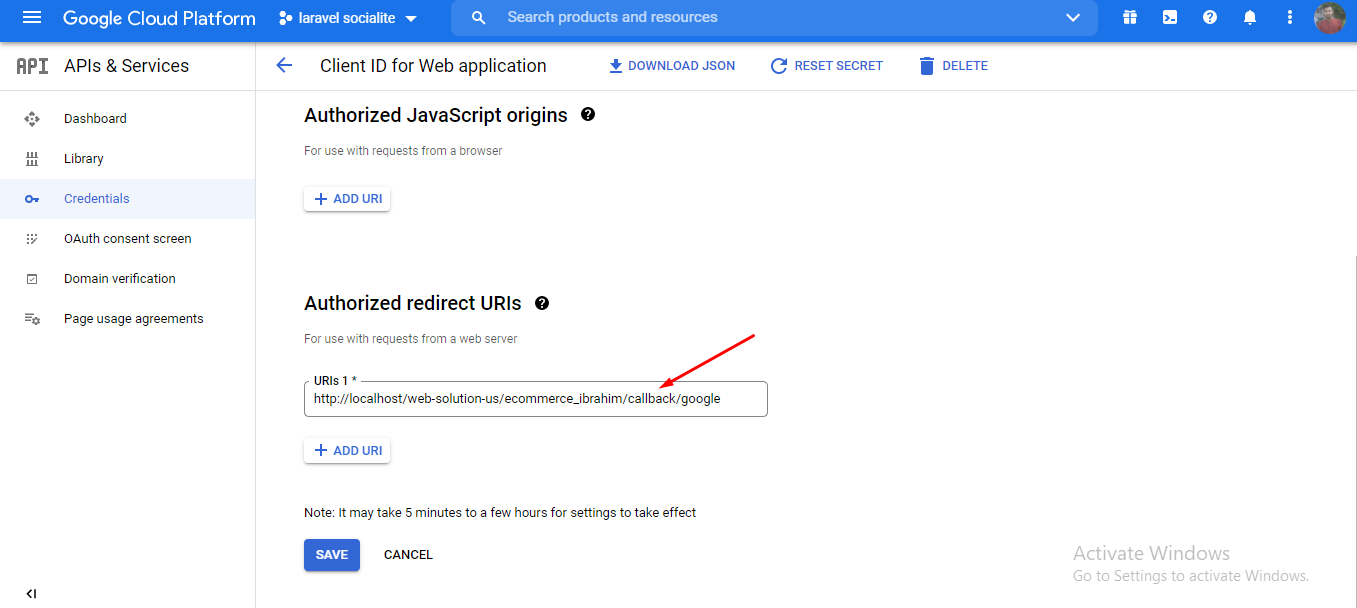 Google Cloud Platform
laravel socialite
Search products and resources
API APIs & Services
Client ID for Web application
DOWNLOAD JSON
RESET SECRET
DELETE
Dashboard
Library
Credentials
OAuth consent screen
Domain verification
Page usage agreements
Authorized JavaScript origins
For use with requests from a browser
+ ADD URI
Authorized redirect URIs
For use with requests from a web server
URIs 1 *
http://localhost/web-solution-us/ecommerce_ibrahim/callback/google
+ ADD URI
Note: It may take 5 minutes to a few hours for settings to take effect
SAVE
CANCEL
Activate Windows
Go to Settings to activate Windows.